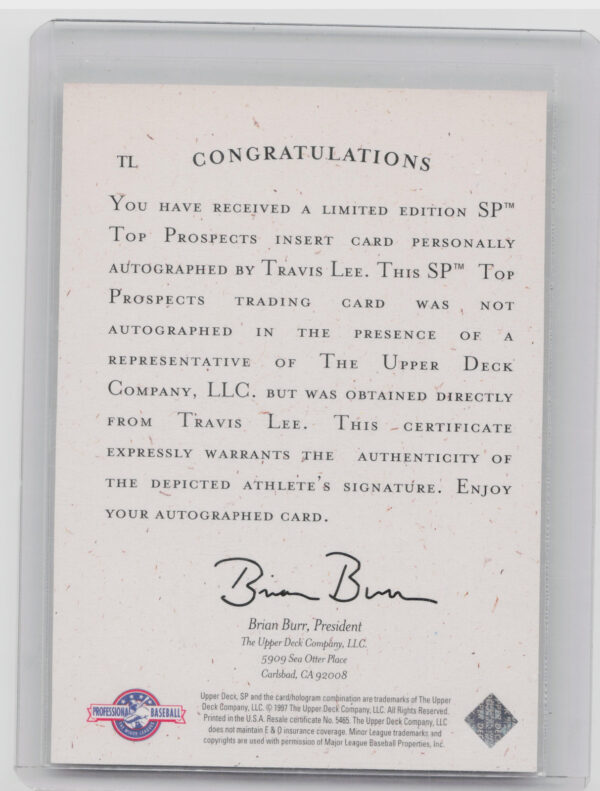 TL CONGRATULATIONS
YOU HAVE RECEIVED A LIMITED EDITION SP™
TOP PROSPECTS INSERT CARD PERSONALLY
AUTOGRAPHED BY TRAVIS LEE. THIS SP™ TOP
PROSPECTS TRADING CARD WAS NOT
AUTOGRAPHED IN THE PRESENCE OF A
REPRESENTATIVE OF THE UPPER DECK
COMPANY, LLC. BUT WAS OBTAINED DIRECTLY
FROM TRAVIS LEE. THIS CERTIFICATE
EXPRESSLY WARRANTS THE AUTHENTICITY OF
THE DEPICTED ATHLETE'S SIGNATURE. ENJOY
YOUR AUTOGRAPHED CARD.
Brian Burr
Brian Burr, President
The Upper Deck Company, LLC.
5909 Sea Otter Place
Carlsbad, CA 92008
PROFESSIONAL BASEBALL
Upper Deck, SP and the card/hologram combination are trademarks of The Upper
Deck Company, LLC. © 1997 The Upper Deck Company, LLC. All Rights Reserved.
Printed in the U.S.A. Resale certificate No. 5465. The Upper Deck Company, LLC
does not maintain E & O insurance coverage. Minor League trademarks and
copyrights are used with permission of Major League Baseball Properties, Inc.